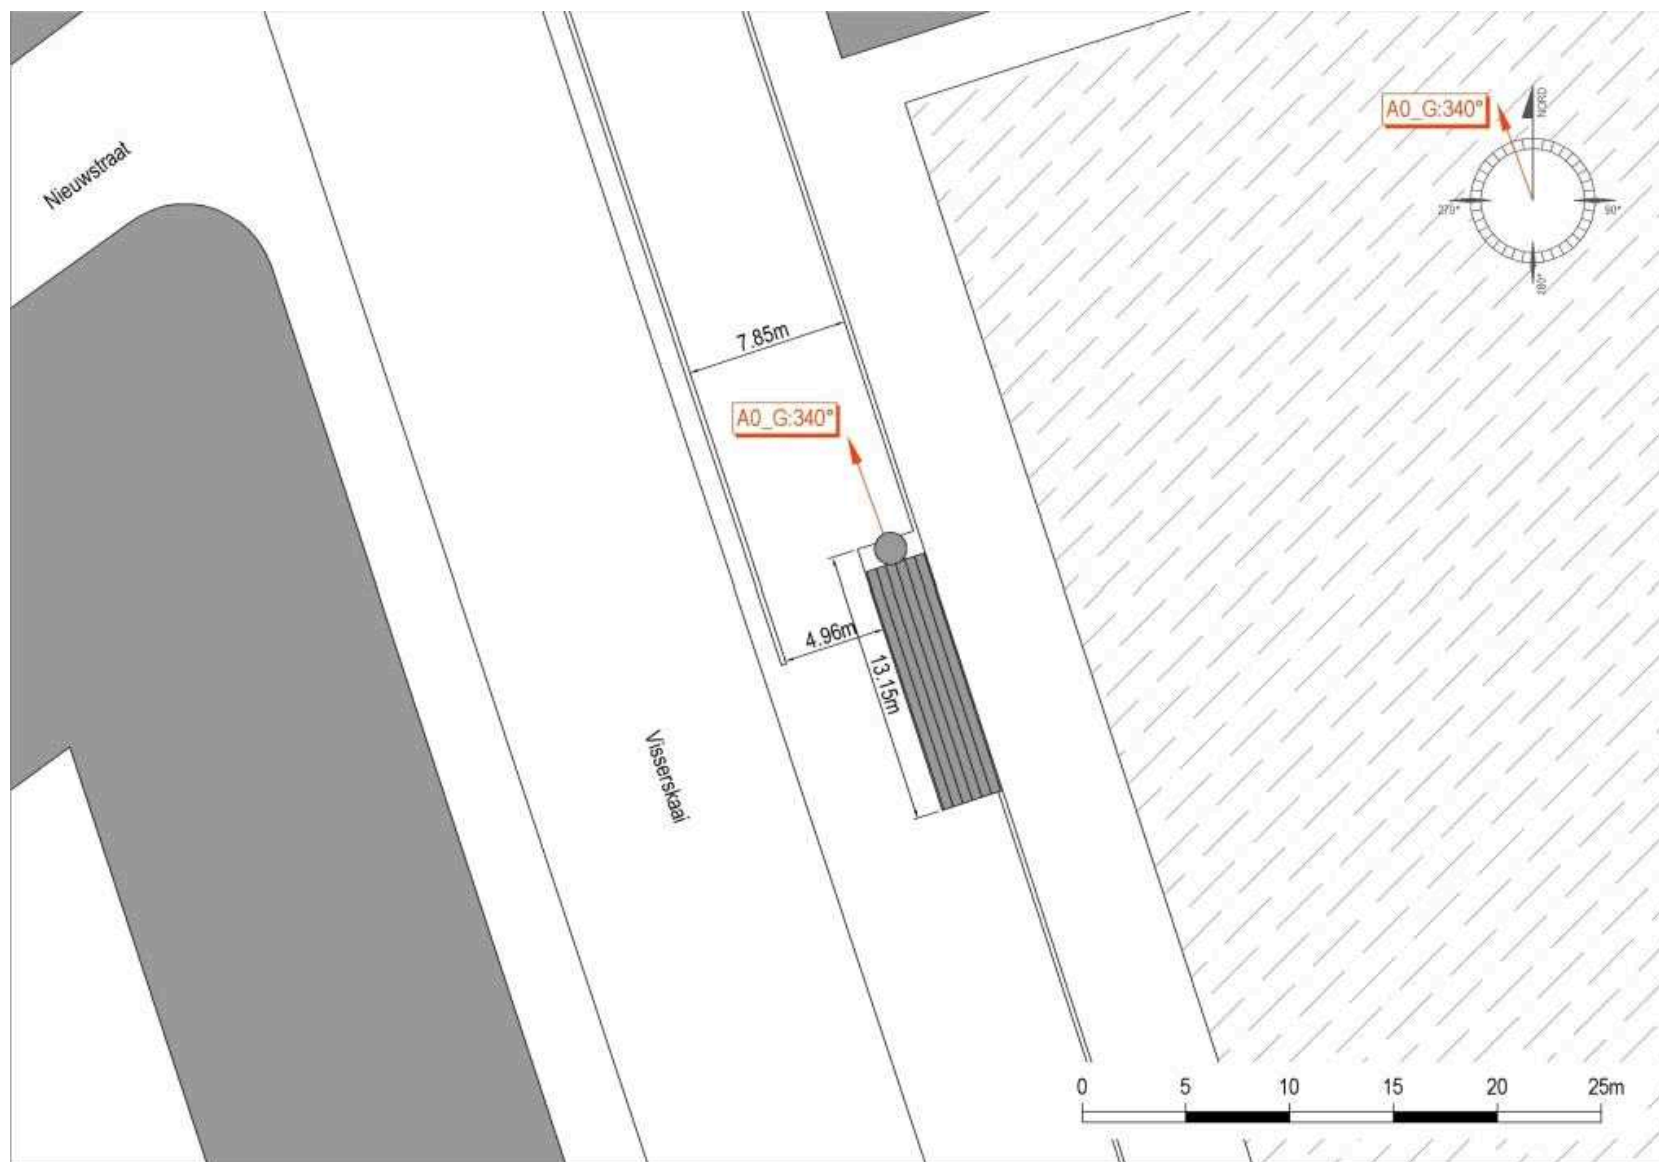 A0_G:340°
NORD
Nieuwstraat
270°
90°
180°
7.85m
A0_G:340°
4.96m
13.15m
Visserskaai
0 5 10 15 20 25m